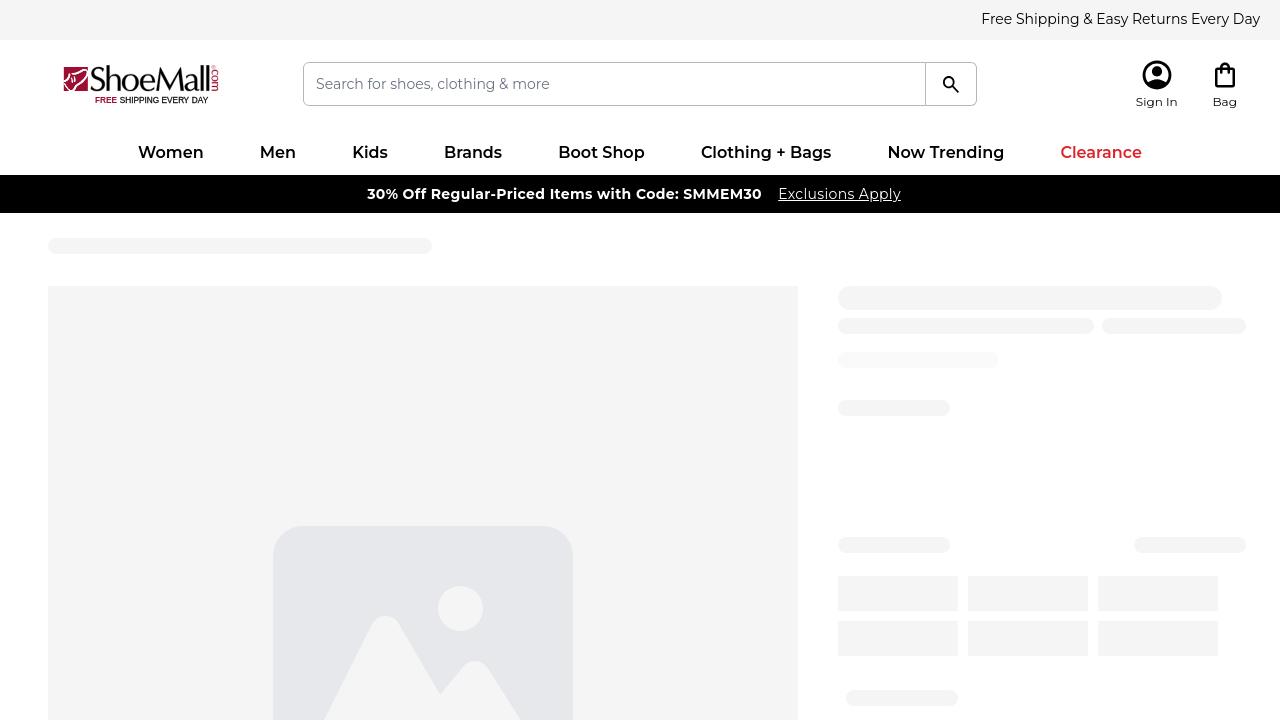 Free Shipping & Easy Returns Every Day
ShoeMall.com
FREE SHIPPING EVERY DAY
Search for shoes, clothing & more
Sign In
Bag
Women
Men
Kids
Brands
Boot Shop
Clothing + Bags
Now Trending
Clearance
30% Off Regular-Priced Items with Code: SMMEM30 Exclusions Apply